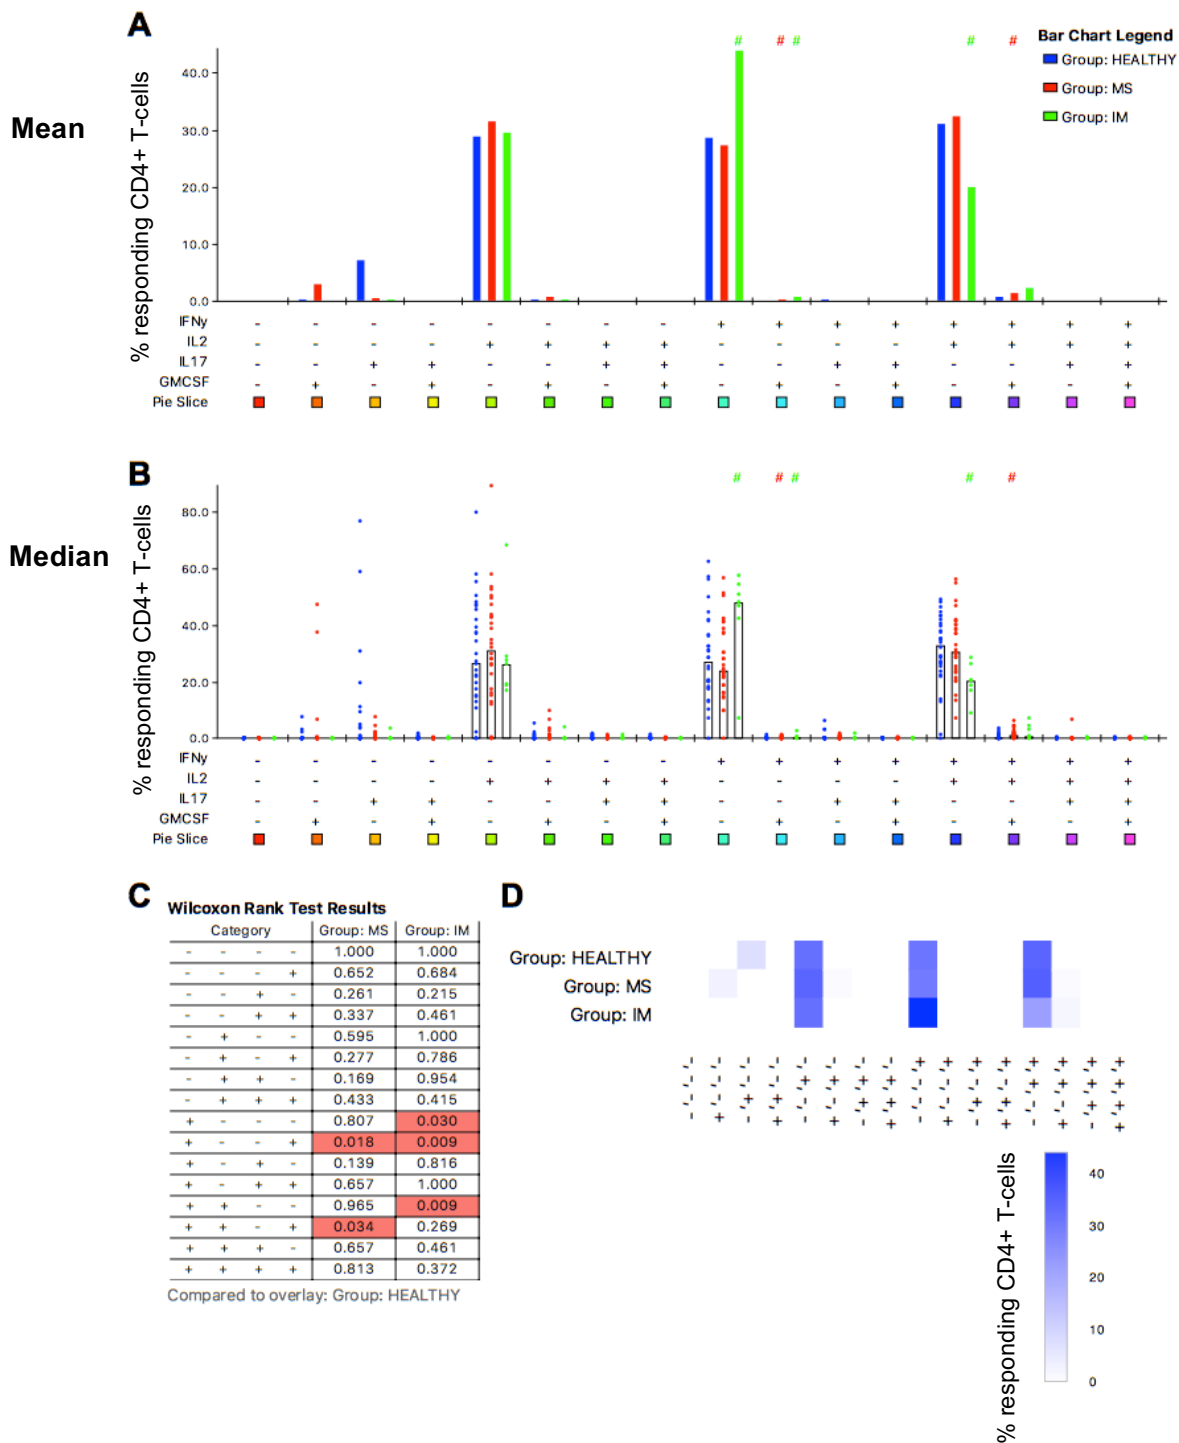 A
Mean
% responding CD4+ T-cells
# # # # #
Bar Chart Legend
Group: HEALTHY
Group: MS
Group: IM
40.0
30.0
20.0
10.0
0.0
IFNy - - - - - - - - + + + + + + + +
IL2 - - - - + + + + - - - - + + + +
IL17 - - + + - - + + - - + + - - + +
GMCSF - + - + - + - + - + - + - + - +
Pie Slice
B
Median
% responding CD4+ T-cells
# # # # #
80.0
60.0
40.0
20.0
0.0
IFNy - - - - - - - - + + + + + + + +
IL2 - - - - + + + + - - - - + + + +
IL17 - - + + - - + + - - + + - - + +
GMCSF - + - + - + - + - + - + - + - +
Pie Slice
C
Wilcoxon Rank Test Results
Category Group: MS Group: IM
- - - - 1.000 1.000
- - - + 0.652 0.684
- - + - 0.261 0.215
- - + + 0.337 0.461
- + - - 0.595 1.000
- + - + 0.277 0.786
- + + - 0.169 0.954
- + + + 0.433 0.415
+ - - - 0.807 0.030
+ - - + 0.018 0.009
+ - + - 0.139 0.816
+ - + + 0.657 1.000
+ + - - 0.965 0.009
+ + - + 0.034 0.269
+ + + - 0.657 0.461
+ + + + 0.813 0.372
Compared to overlay: Group: HEALTHY
D
Group: HEALTHY
Group: MS
Group: IM
-,-,-,-
-,-,-,+
-,-,+,-
-,-,+,+
-,+,-,-
-,+,-,+
-,+,+,-
-,+,+,+
+,-,-,-
+,-,-,+
+,-,+,-
+,-,+,+
+,+,-,-
+,+,-,+
+,+,+,-
+,+,+,+
% responding CD4+ T-cells
40
30
20
10
0